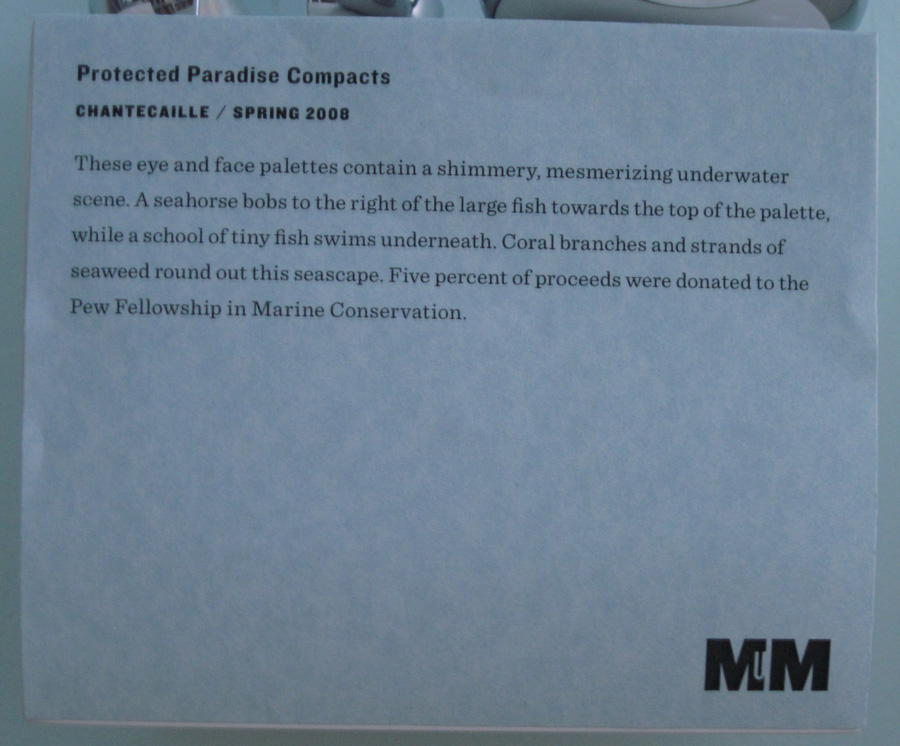 Protected Paradise Compacts
CHANTECAILLE / SPRING 2008
These eye and face palettes contain a shimmery, mesmerizing underwater
scene. A seahorse bobs to the right of the large fish towards the top of the palette,
while a school of tiny fish swims underneath. Coral branches and strands of
seaweed round out this seascape. Five percent of proceeds were donated to the
Pew Fellowship in Marine Conservation.
MUM